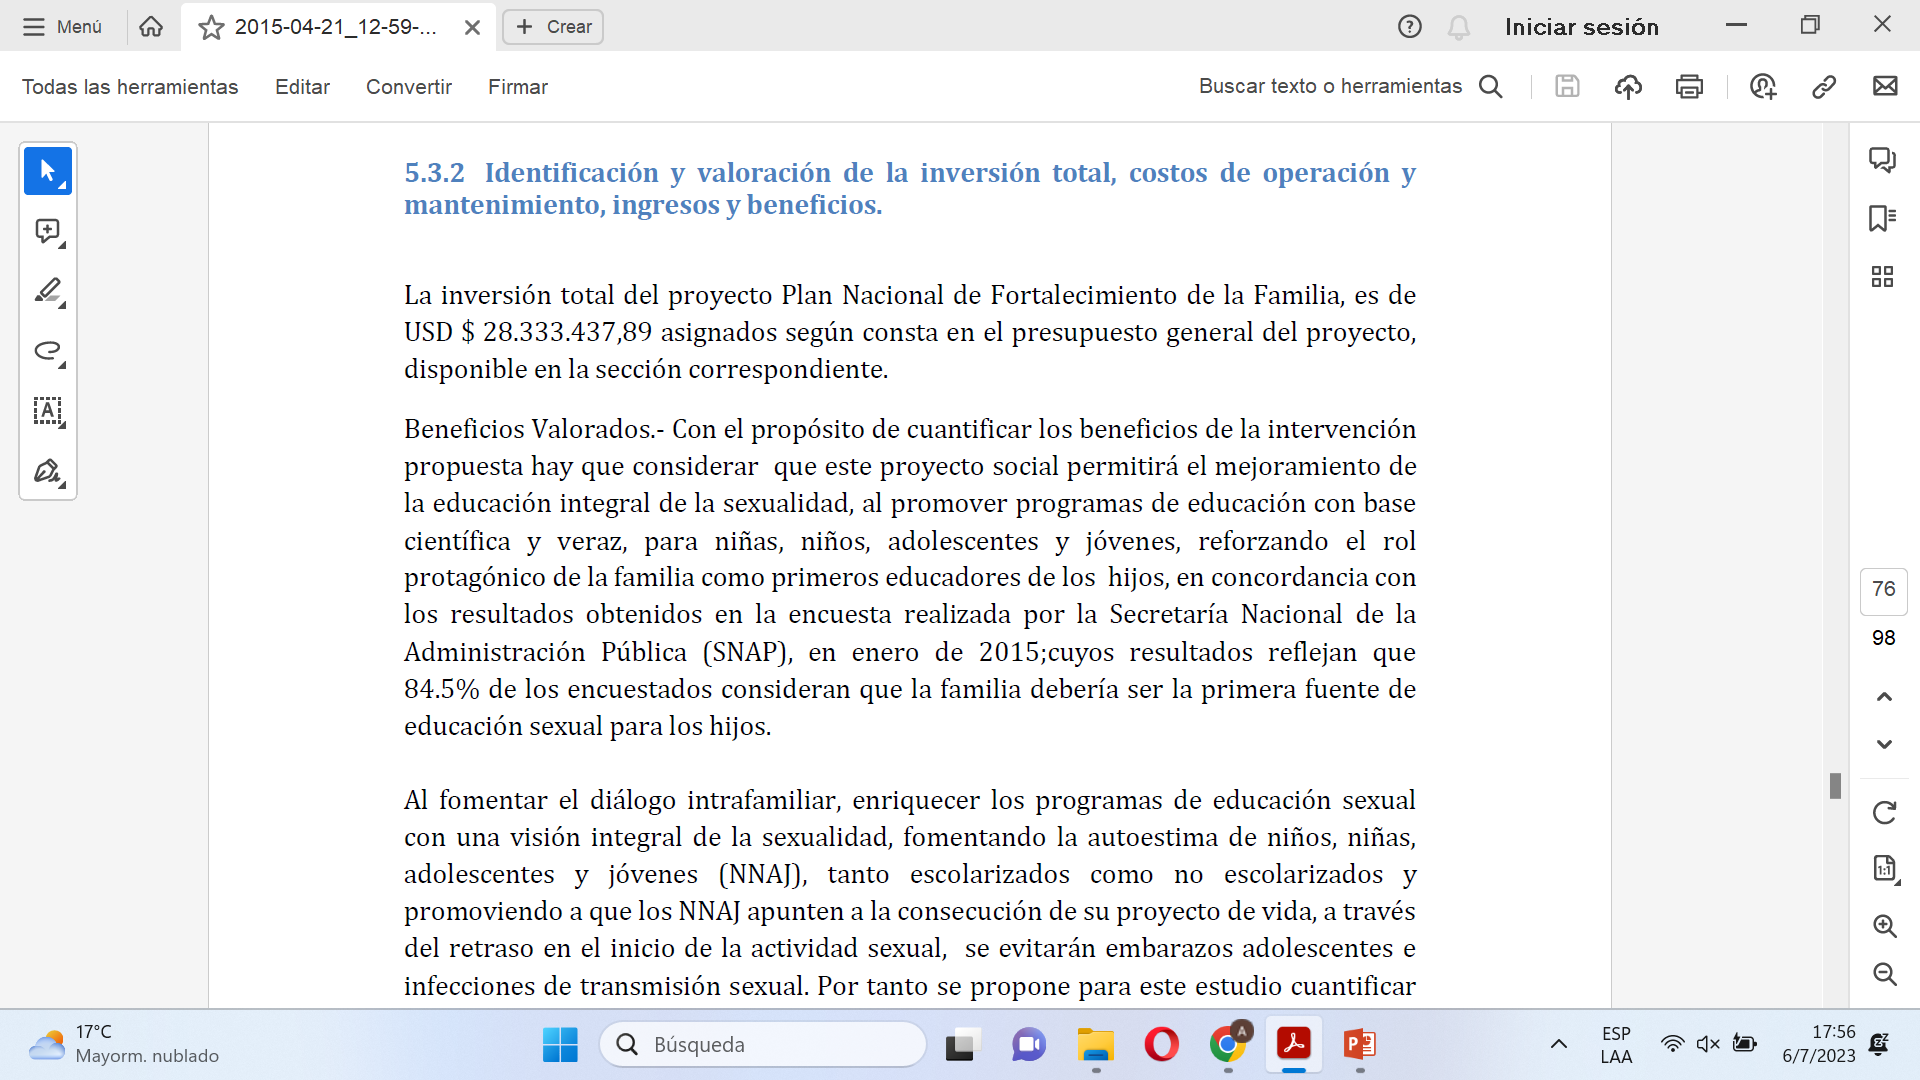 Menú
2015-04-21_12-59-...
Crear
Iniciar sesión
Todas las herramientas
Editar
Convertir
Firmar
Buscar texto o herramientas
5.3.2 Identificación y valoración de la inversión total, costos de operación y
mantenimiento, ingresos y beneficios.
La inversión total del proyecto Plan Nacional de Fortalecimiento de la Familia, es de
USD $ 28.333.437,89 asignados según consta en el presupuesto general del proyecto,
disponible en la sección correspondiente.
Beneficios Valorados.- Con el propósito de cuantificar los beneficios de la intervención
propuesta hay que considerar que este proyecto social permitirá el mejoramiento de
la educación integral de la sexualidad, al promover programas de educación con base
científica y veraz, para niñas, niños, adolescentes y jóvenes, reforzando el rol
protagónico de la familia como primeros educadores de los hijos, en concordancia con
los resultados obtenidos en la encuesta realizada por la Secretaría Nacional de la
Administración Pública (SNAP), en enero de 2015;cuyos resultados reflejan que
84.5% de los encuestados consideran que la familia debería ser la primera fuente de
educación sexual para los hijos.
Al fomentar el diálogo intrafamiliar, enriquecer los programas de educación sexual
con una visión integral de la sexualidad, fomentando la autoestima de niños, niñas,
adolescentes y jóvenes (NNAJ), tanto escolarizados como no escolarizados y
promoviendo a que los NNAJ apunten a la consecución de su proyecto de vida, a través
del retraso en el inicio de la actividad sexual, se evitarán embarazos adolescentes e
infecciones de transmisión sexual. Por tanto se propone para este estudio cuantificar
76
98
1:1
17°C
Mayorm. nublado
Búsqueda
A
ESP
LAA
17:56
6/7/2023